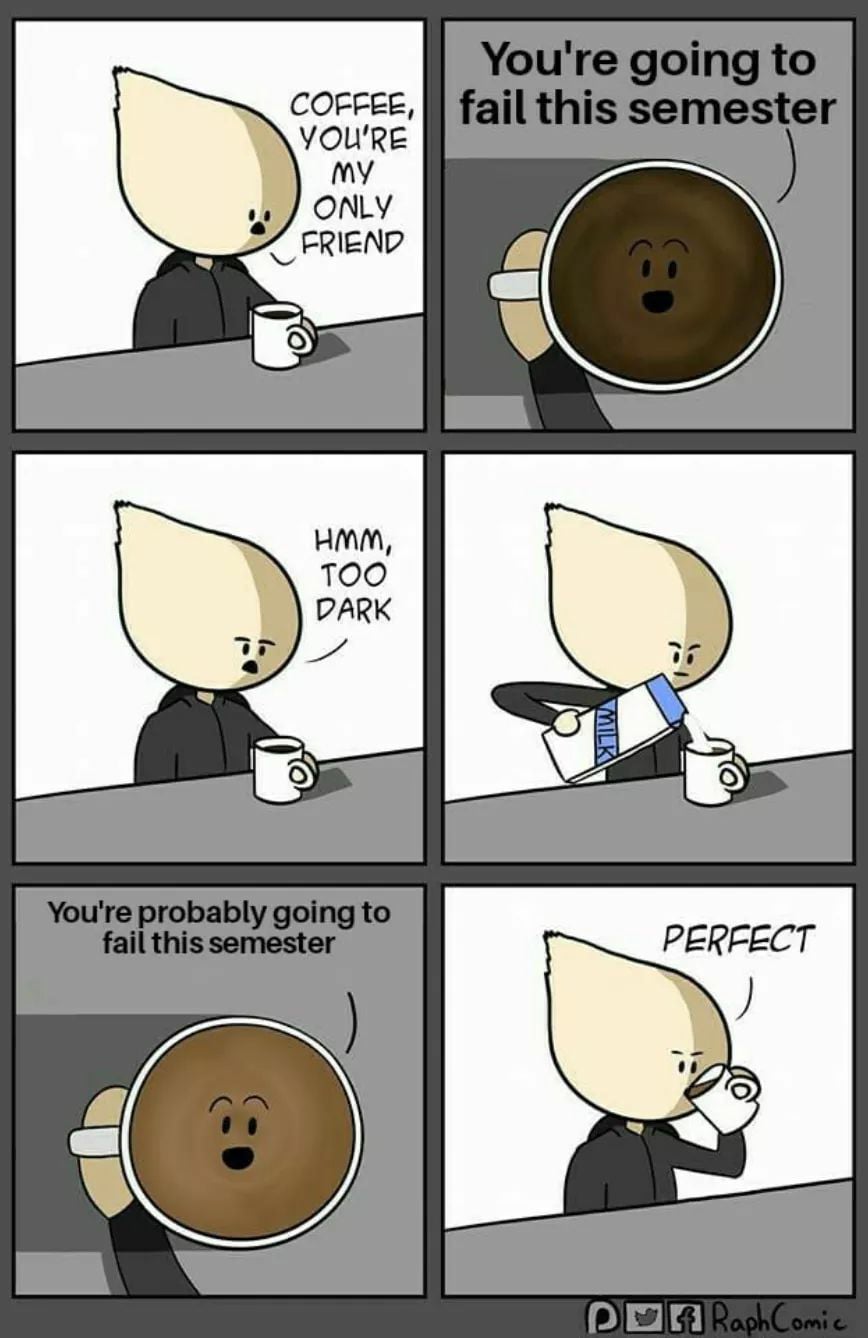 COFFEE,
YOU'RE
MY
ONLY
FRIEND
You're going to
fail this semester
HMM,
TOO
DARK
MILK
You're probably going to
fail this semester
PERFECT
RaphComic